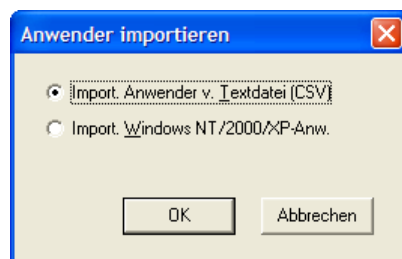 Anwender importieren
Import. Anwender v. Textdatei (CSV)
Import. Windows NT/2000/XP-Anw.
OK
Abbrechen